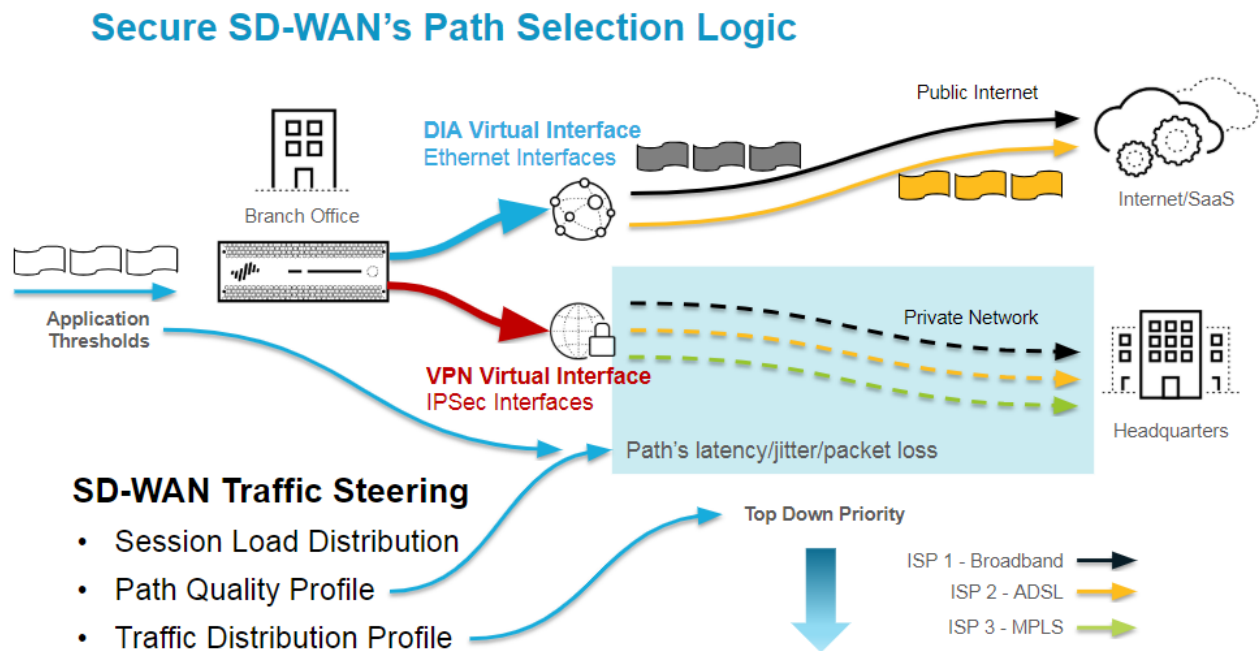 Secure SD-WAN's Path Selection Logic
Public Internet
DIA Virtual Interface
Ethernet Interfaces
Branch Office
Internet/SaaS
Application
Thresholds
Private Network
VPN Virtual Interface
IPSec Interfaces
Headquarters
Path's latency/jitter/packet loss
SD-WAN Traffic Steering
• Session Load Distribution
• Path Quality Profile
• Traffic Distribution Profile
Top Down Priority
ISP 1 - Broadband
ISP 2 - ADSL
ISP 3 - MPLS